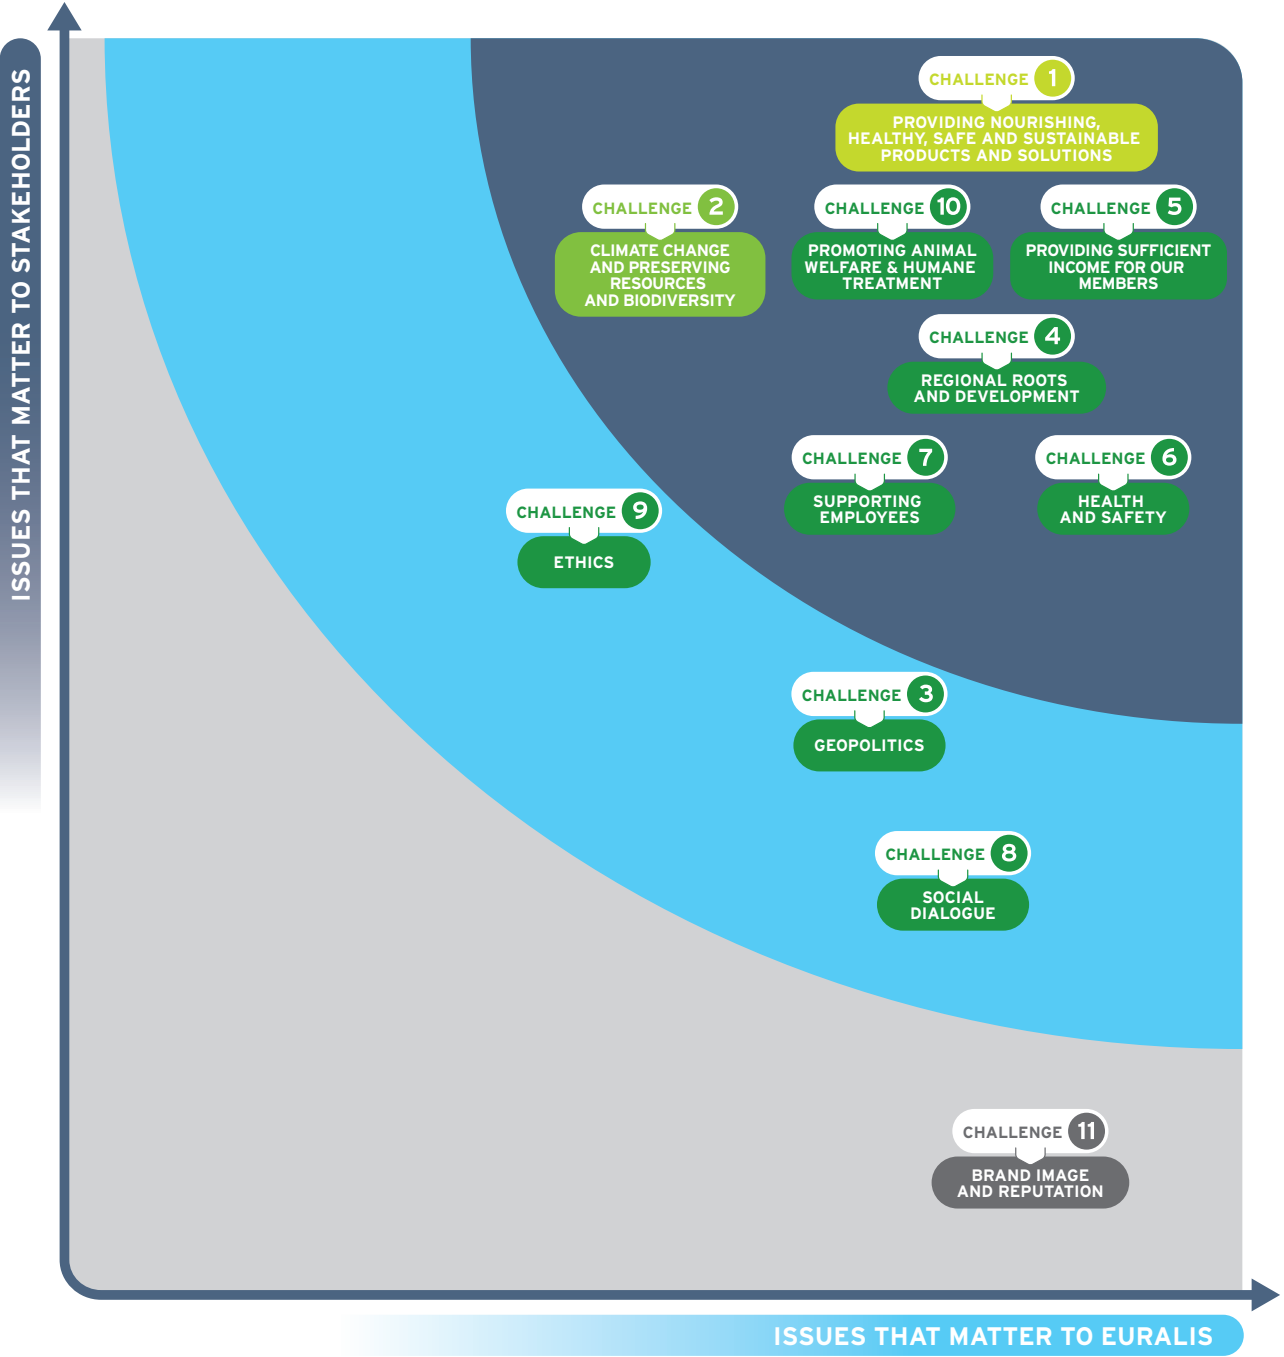 ISSUES THAT MATTER TO STAKEHOLDERS
CHALLENGE 1
PROVIDING NOURISHING,
HEALTHY, SAFE AND SUSTAINABLE
PRODUCTS AND SOLUTIONS
CHALLENGE 2
CLIMATE CHANGE
AND PRESERVING
RESOURCES
AND BIODIVERSITY
CHALLENGE 10
PROMOTING ANIMAL
WELFARE & HUMANE
TREATMENT
CHALLENGE 5
PROVIDING SUFFICIENT
INCOME FOR OUR
MEMBERS
CHALLENGE 4
REGIONAL ROOTS
AND DEVELOPMENT
CHALLENGE 7
SUPPORTING
EMPLOYEES
CHALLENGE 6
HEALTH
AND SAFETY
CHALLENGE 9
ETHICS
CHALLENGE 3
GEOPOLITICS
CHALLENGE 8
SOCIAL
DIALOGUE
CHALLENGE 11
BRAND IMAGE
AND REPUTATION
ISSUES THAT MATTER TO EURALIS